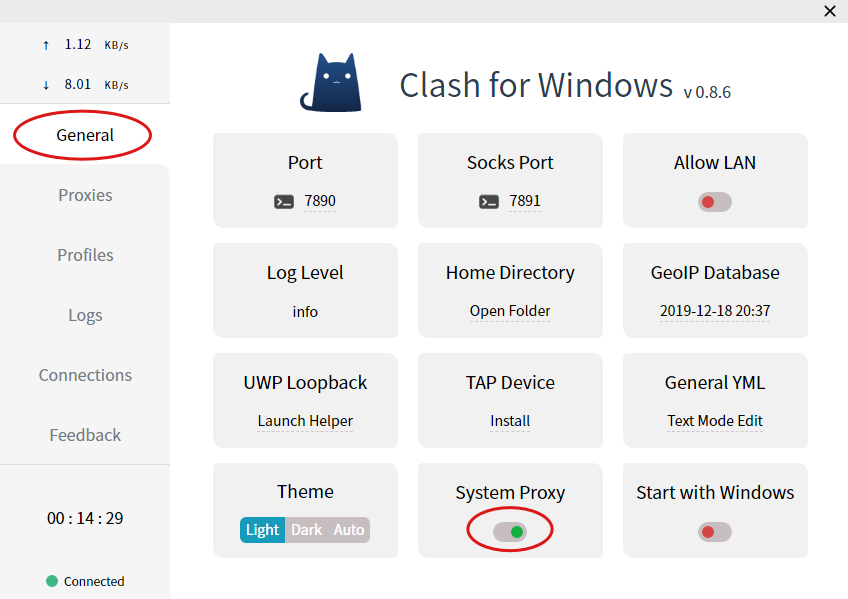 ↑ 1.12 KB/s
↓ 8.01 KB/s
General
Proxies
Profiles
Logs
Connections
Feedback
00 : 14 : 29
Connected
Clash for Windows v 0.8.6
Port
7890
Socks Port
7891
Allow LAN
Log Level
info
Home Directory
Open Folder
GeoIP Database
2019-12-18 20:37
UWP Loopback
Launch Helper
TAP Device
Install
General YML
Text Mode Edit
Theme
Light Dark Auto
System Proxy
Start with Windows